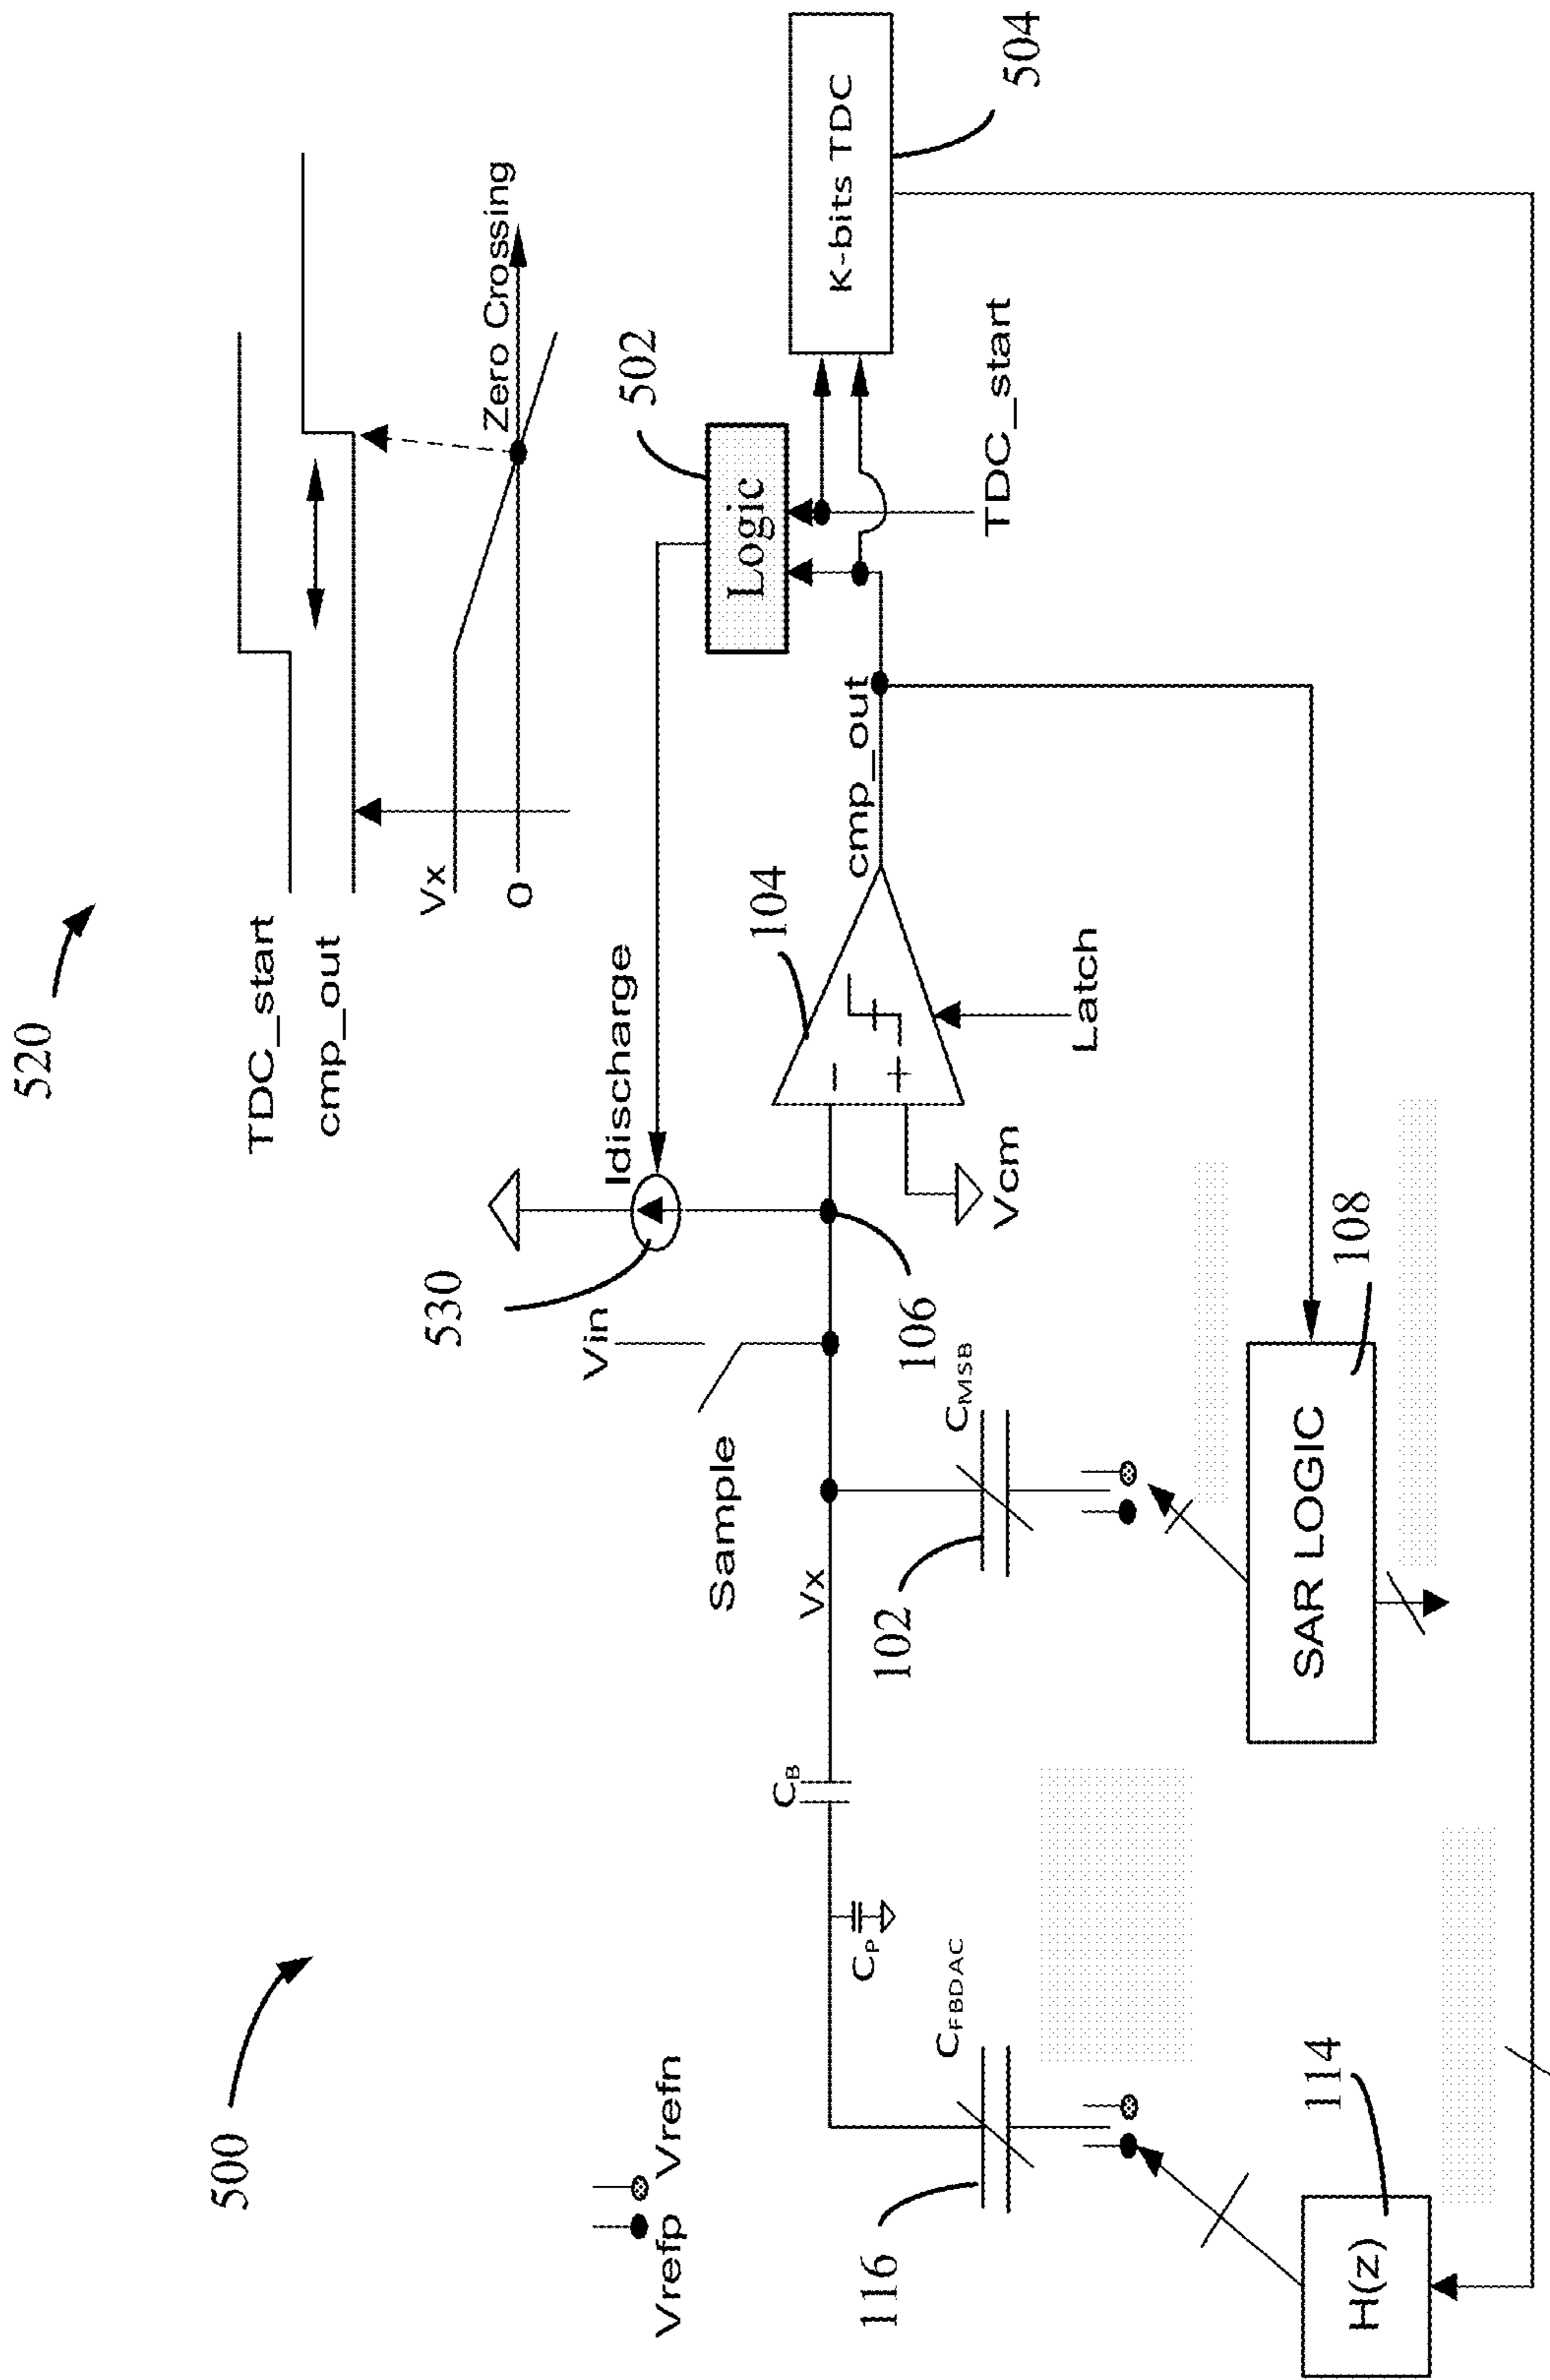 500
520
TDC_start
cmp_out
Vx
0
Zero Crossing
Vrefp Vrefn
530
Idischarge
502
Logic
Vin
Sample
104
K-bits TDC
504
TDC_start
cmp_out
Latch
Vcm
−
+
106
Vx
CB
CP
CMSB
102
CFBDAC
116
SAR LOGIC
108
H(z)
114